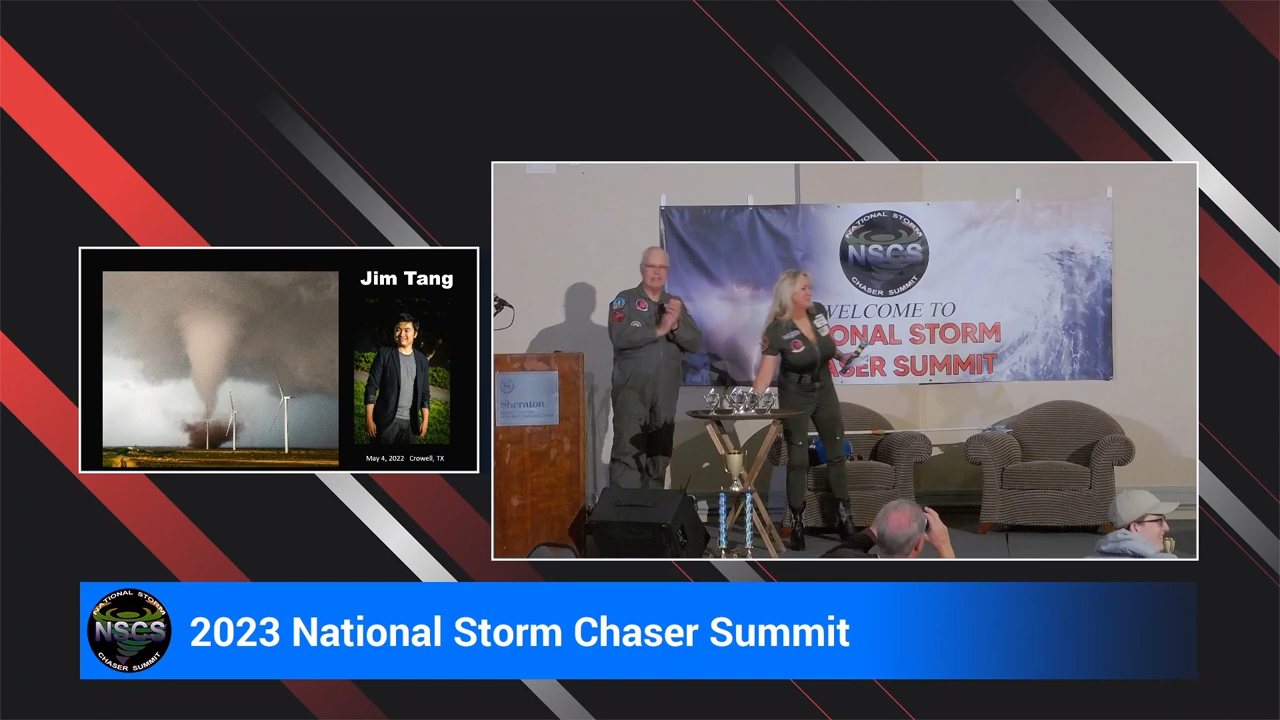 Jim Tang
May 4, 2022 Crowell, TX
NATIONAL STORM
NSCS
CHASER SUMMIT
WELCOME TO
ONAL STORM
ASER SUMMIT
Sheraton
NATIONAL STORM
NSCS
CHASER SUMMIT
2023 National Storm Chaser Summit